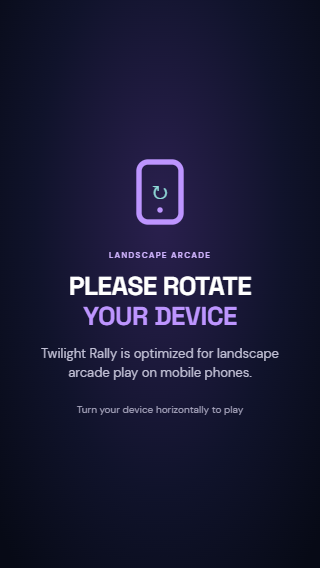 LANDSCAPE ARCADE
PLEASE ROTATE
YOUR DEVICE
Twilight Rally is optimized for landscape
arcade play on mobile phones.
Turn your device horizontally to play